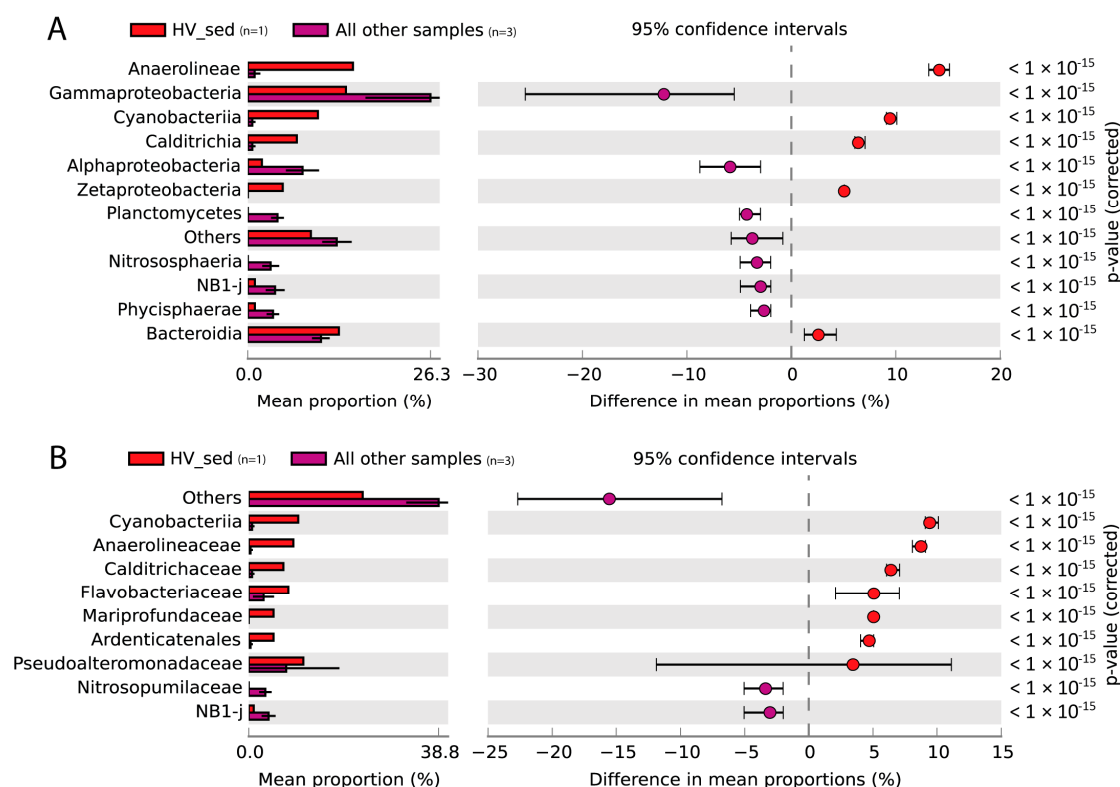 A
HV_sed (n=1) All other samples (n=3) 95% confidence intervals
Anaerolineae < 1 × 10-15
Gammaproteobacteria < 1 × 10-15
Cyanobacteriia < 1 × 10-15
Calditrichia < 1 × 10-15
Alphaproteobacteria < 1 × 10-15
Zetaproteobacteria < 1 × 10-15
Planctomycetes < 1 × 10-15
Others < 1 × 10-15
Nitrososphaeria < 1 × 10-15
NB1-j < 1 × 10-15
Phycisphaerae < 1 × 10-15
Bacteroidia < 1 × 10-15
p-value (corrected)
0.0 26.3 −30 −20 −10 0 10 20
Mean proportion (%) Difference in mean proportions (%)
B
HV_sed (n=1) All other samples (n=3) 95% confidence intervals
Others < 1 × 10-15
Cyanobacteriia < 1 × 10-15
Anaerolineaceae < 1 × 10-15
Calditrichaceae < 1 × 10-15
Flavobacteriaceae < 1 × 10-15
Mariprofundaceae < 1 × 10-15
Ardenticatenales < 1 × 10-15
Pseudoalteromonadaceae < 1 × 10-15
Nitrosopumilaceae < 1 × 10-15
NB1-j < 1 × 10-15
p-value (corrected)
0.0 38.8 −25 −20 −15 −10 −5 0 5 10 15
Mean proportion (%) Difference in mean proportions (%)